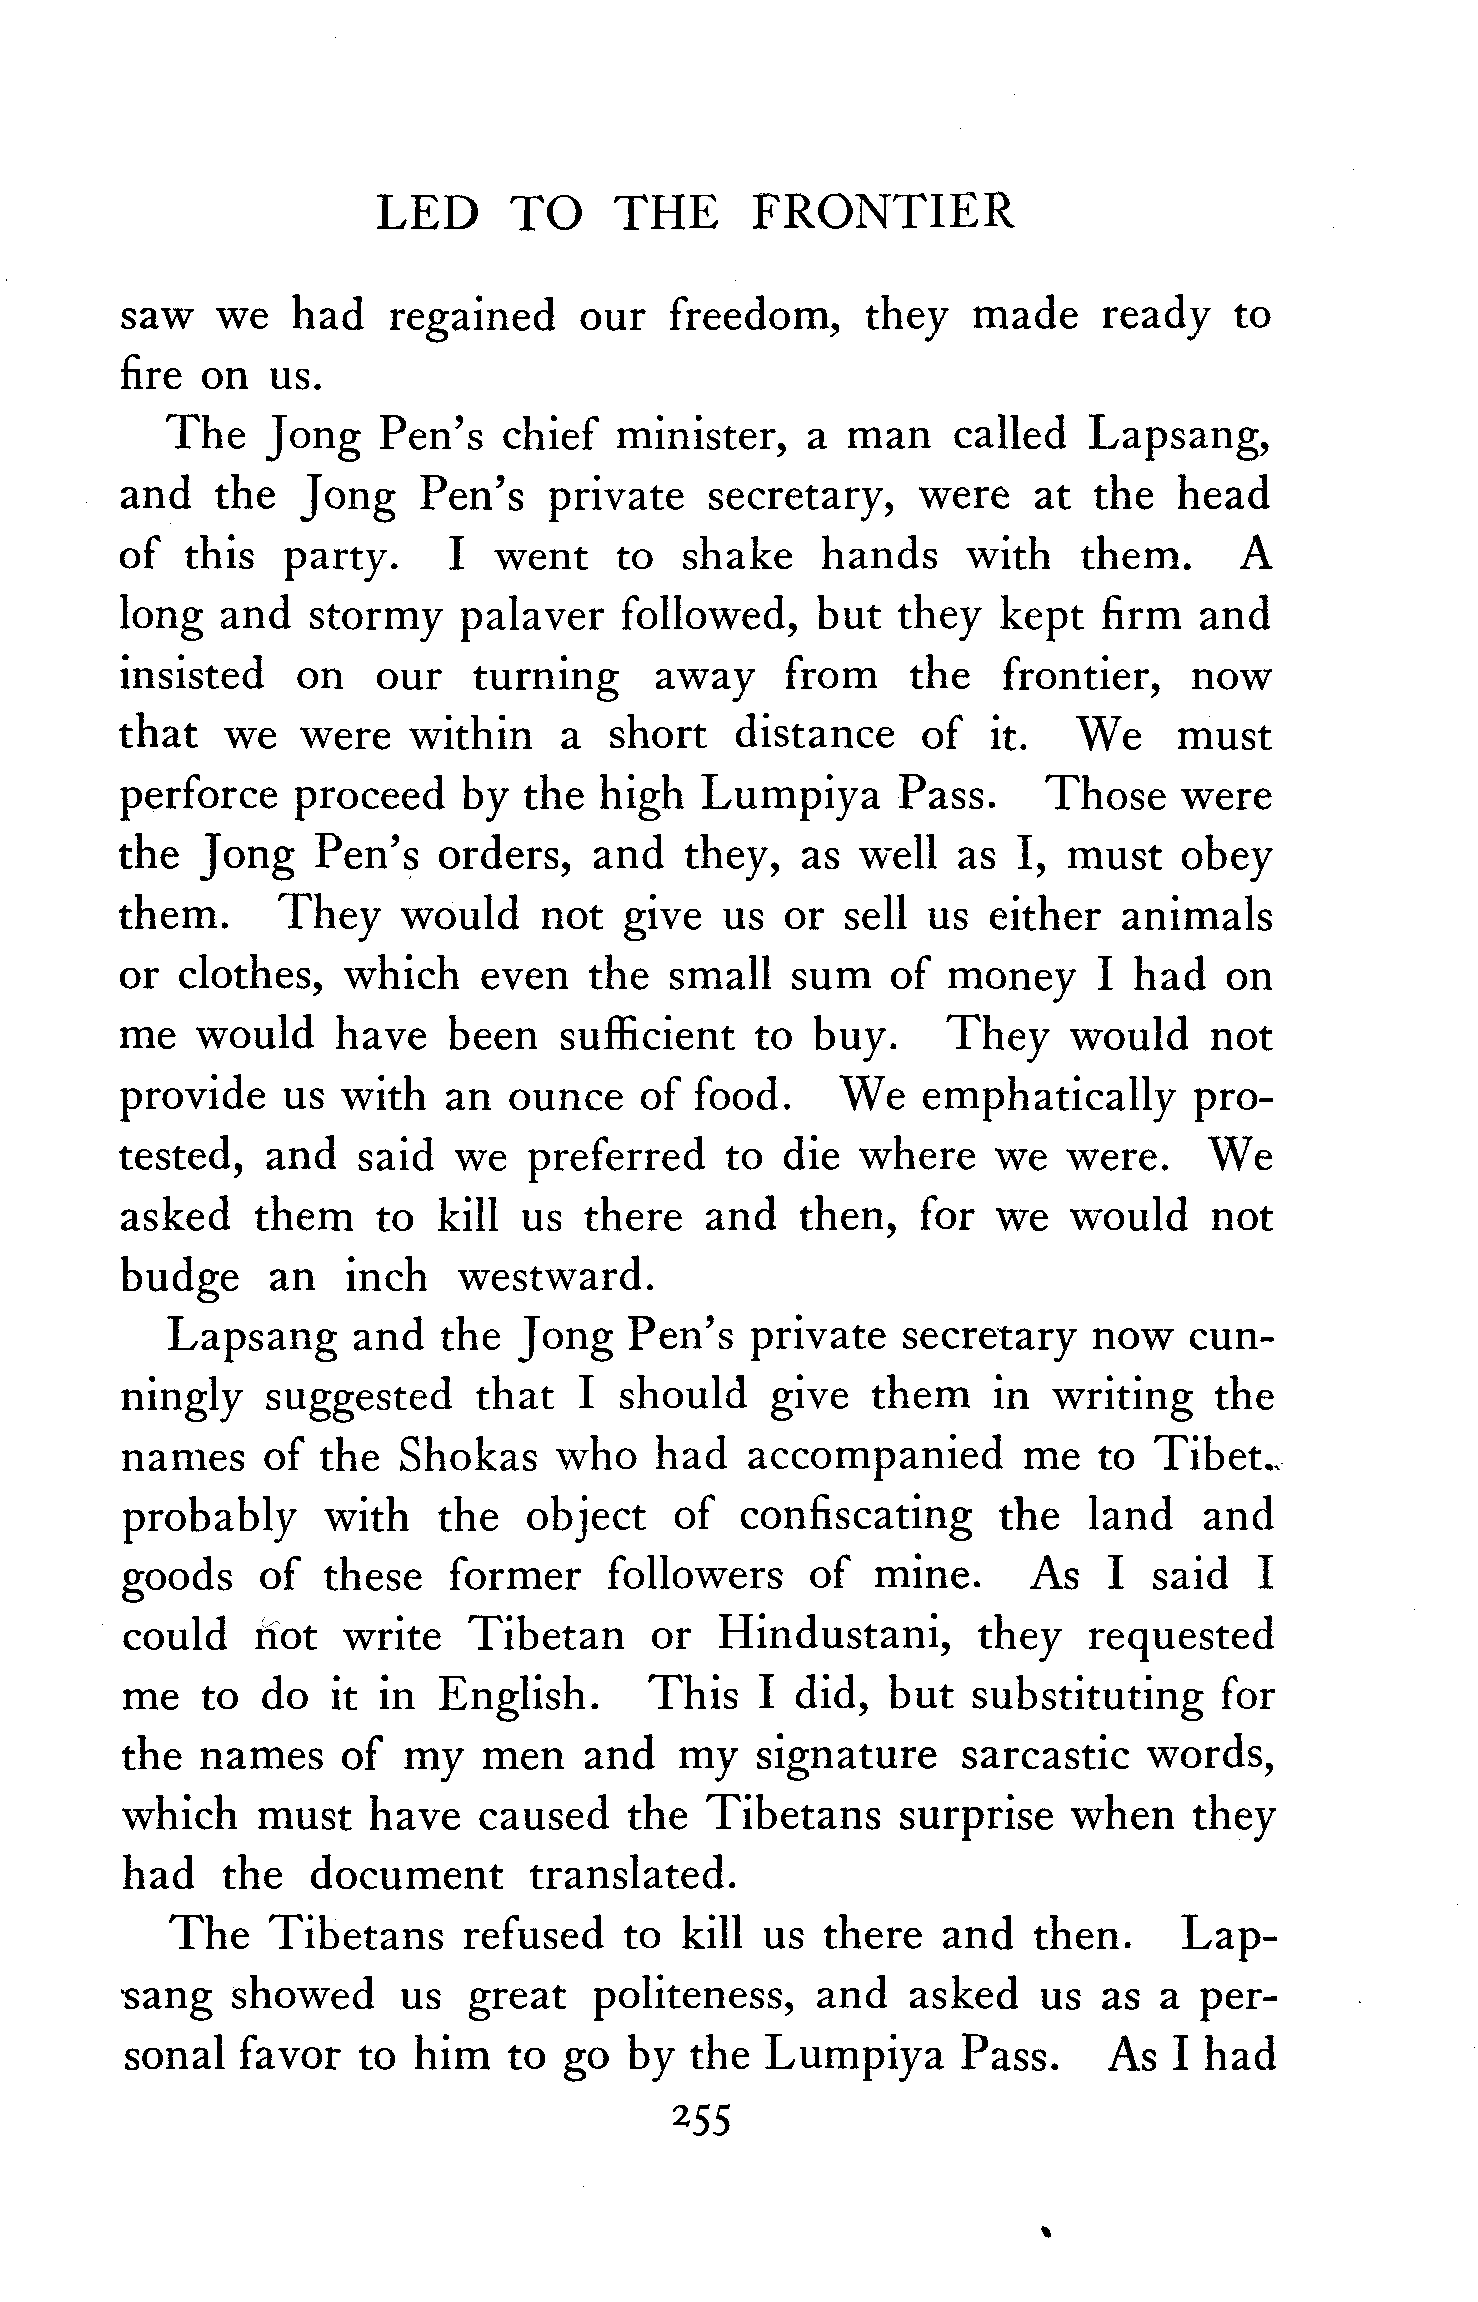 LED TO THE FRONTIER
saw we had regained our freedom, they made ready to
fire on us.
The Jong Pen's chief minister, a man called Lapsang,
and the Jong Pen's private secretary, were at the head
of this party. I went to shake hands with them. A
long and stormy palaver followed, but they kept firm and
insisted on our turning away from the frontier, now
that we were within a short distance of it. We must
perforce proceed by the high Lumpiya Pass. Those were
the Jong Pen's orders, and they, as well as I, must obey
them. They would not give us or sell us either animals
or clothes, which even the small sum of money I had on
me would have been sufficient to buy. They would not
provide us with an ounce of food. We emphatically pro-
tested, and said we preferred to die where we were. We
asked them to kill us there and then, for we would not
budge an inch westward.
Lapsang and the Jong Pen's private secretary now cun-
ningly suggested that I should give them in writing the
names of the Shokas who had accompanied me to Tibet.
probably with the object of confiscating the land and
goods of these former followers of mine. As I said I
could not write Tibetan or Hindustani, they requested
me to do it in English. This I did, but substituting for
the names of my men and my signature sarcastic words,
which must have caused the Tibetans surprise when they
had the document translated.
The Tibetans refused to kill us there and then. Lap-
sang showed us great politeness, and asked us as a per-
sonal favor to him to go by the Lumpiya Pass. As I had
255